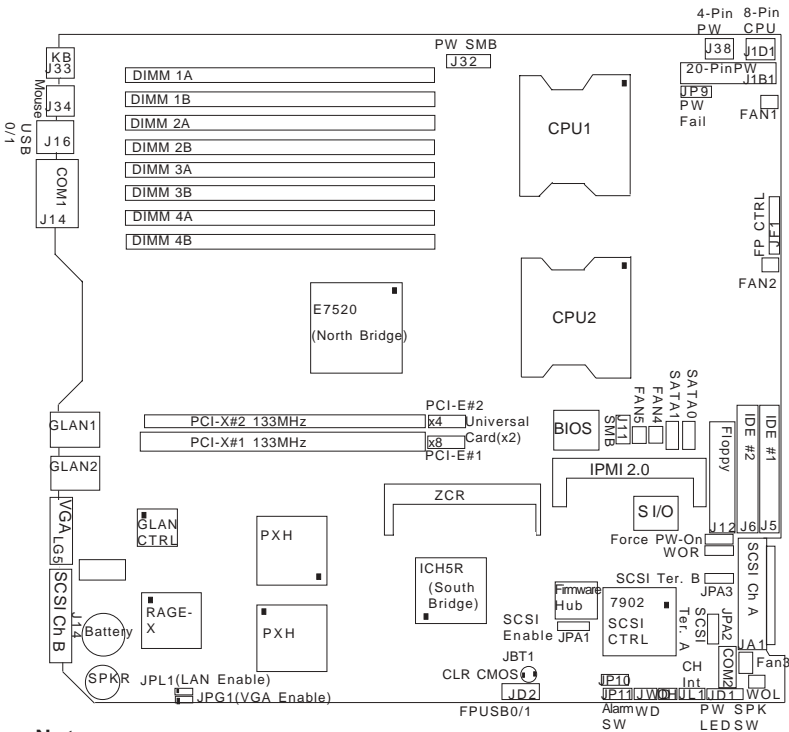 4-Pin
PW
8-Pin
CPU
J38
J1D1
20-PinPW
J1B1
JP9
PW
Fail
FAN1
PW SMB
J32
KB
J33
Mouse
J34
USB
0/1
J16
COM1
J14
DIMM 1A
DIMM 1B
DIMM 2A
DIMM 2B
DIMM 3A
DIMM 3B
DIMM 4A
DIMM 4B
CPU1
FP CTRL
JF1
FAN2
E7520
(North Bridge)
CPU2
PCI-E#2
PCI-X#2 133MHz
x4
Universal
Card(x2)
PCI-X#1 133MHz
x8
PCI-E#1
GLAN1
GLAN2
BIOS
SMB
J11
FAN5
FAN4
SATA1
SATA0
Floppy
J12
IDE #2
J6
IDE #1
J5
IPMI 2.0
ZCR
S I/O
VGA
LG5
GLAN
CTRL
PXH
Force PW-On
WOR
SCSI Ch B
J14
Battery
RAGE-
X
PXH
ICH5R
(South
Bridge)
SCSI
Enable
JPA1
Firmware
Hub
7902
SCSI
CTRL
SCSI Ter. B
JPA3
SCSI
Ter. A
JPA2
SCSI Ch A
JA1
COM2
Fan3
SPKR
JPL1(LAN Enable)
JPG1(VGA Enable)
JBT1
CLR CMOS
JD2
FPUSB0/1
JP10
JP11
Alarm
SW
JWD
WD
CH
Int
JL1
JD1
PW
LED
WOL
SPK
SW